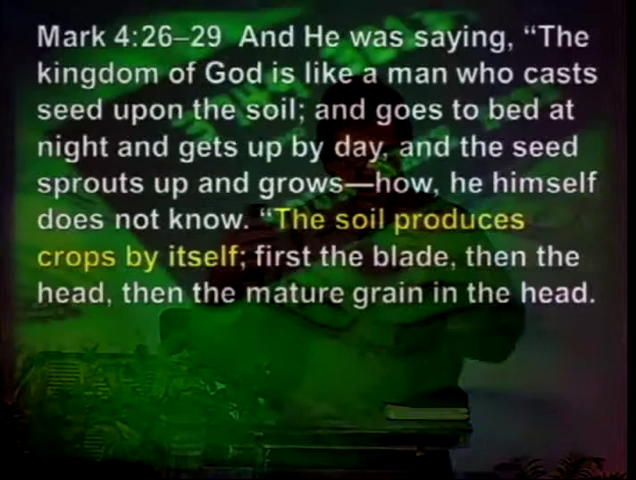 Mark 4:26–29  And He was saying, “The
kingdom of God is like a man who casts
seed upon the soil; and goes to bed at
night and gets up by day, and the seed
sprouts up and grows—how, he himself
does not know. “The soil produces
crops by itself; first the blade, then the
head, then the mature grain in the head.